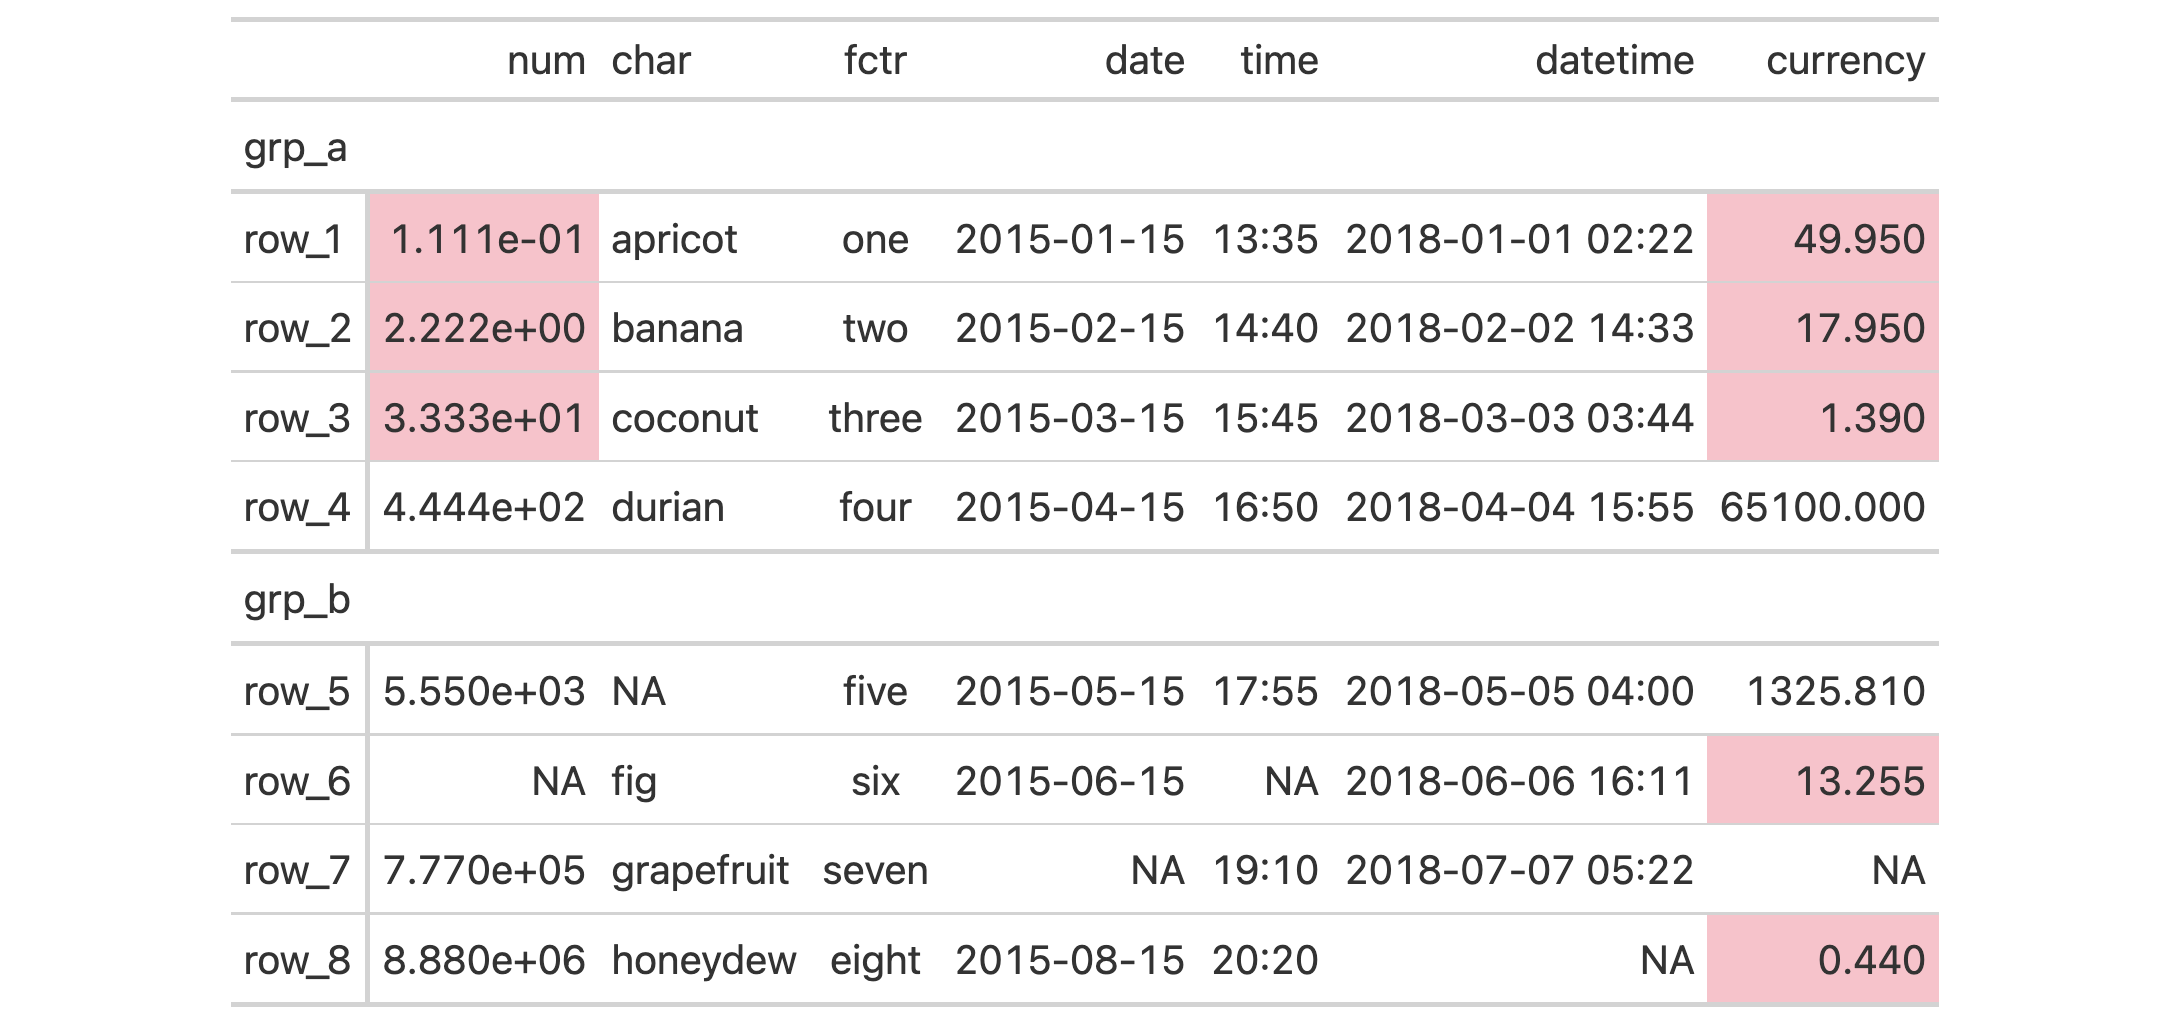 num char fctr date time datetime currency
grp_a
row_1 1.111e-01 apricot one 2015-01-15 13:35 2018-01-01 02:22 49.950
row_2 2.222e+00 banana two 2015-02-15 14:40 2018-02-02 14:33 17.950
row_3 3.333e+01 coconut three 2015-03-15 15:45 2018-03-03 03:44 1.390
row_4 4.444e+02 durian four 2015-04-15 16:50 2018-04-04 15:55 65100.000
grp_b
row_5 5.550e+03 NA five 2015-05-15 17:55 2018-05-05 04:00 1325.810
row_6 NA fig six 2015-06-15 NA 2018-06-06 16:11 13.255
row_7 7.770e+05 grapefruit seven NA 19:10 2018-07-07 05:22 NA
row_8 8.880e+06 honeydew eight 2015-08-15 20:20 NA 0.440